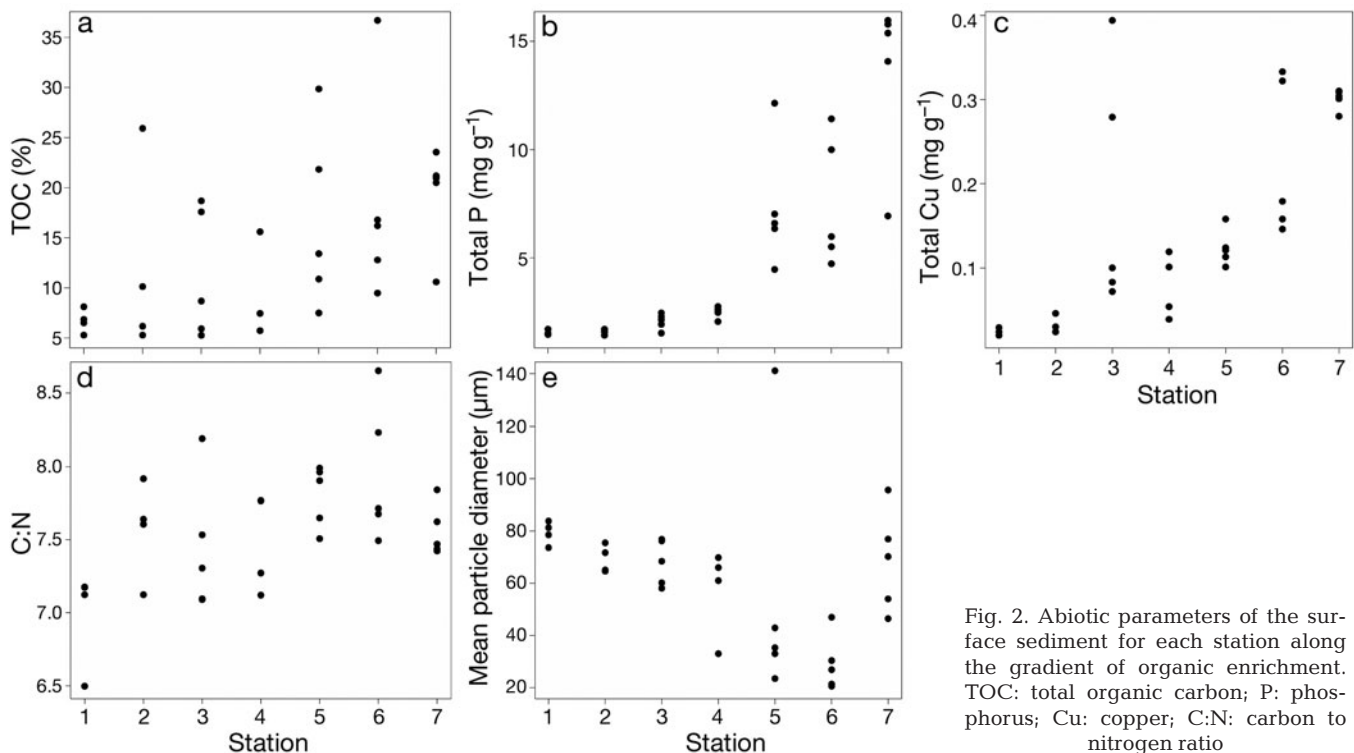 a
35
30
25
20
15
10
5
TOC (%)
b
15
10
5
Total P (mg g⁻¹)
c
0.4
0.3
0.2
0.1
Total Cu (mg g⁻¹)
1 2 3 4 5 6 7
Station
d
8.5
8.0
7.5
7.0
6.5
C:N
1 2 3 4 5 6 7
Station
e
140
120
100
80
60
40
20
Mean particle diameter (µm)
1 2 3 4 5 6 7
Station
Fig. 2. Abiotic parameters of the sur-
face sediment for each station along
the gradient of organic enrichment.
TOC: total organic carbon; P: phos-
phorus; Cu: copper; C:N: carbon to
nitrogen ratio